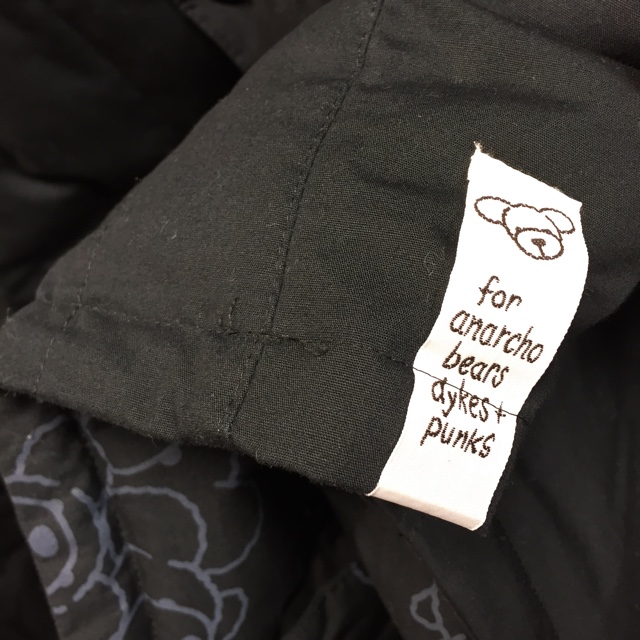 for
anarcho
bears
dykes +
punks